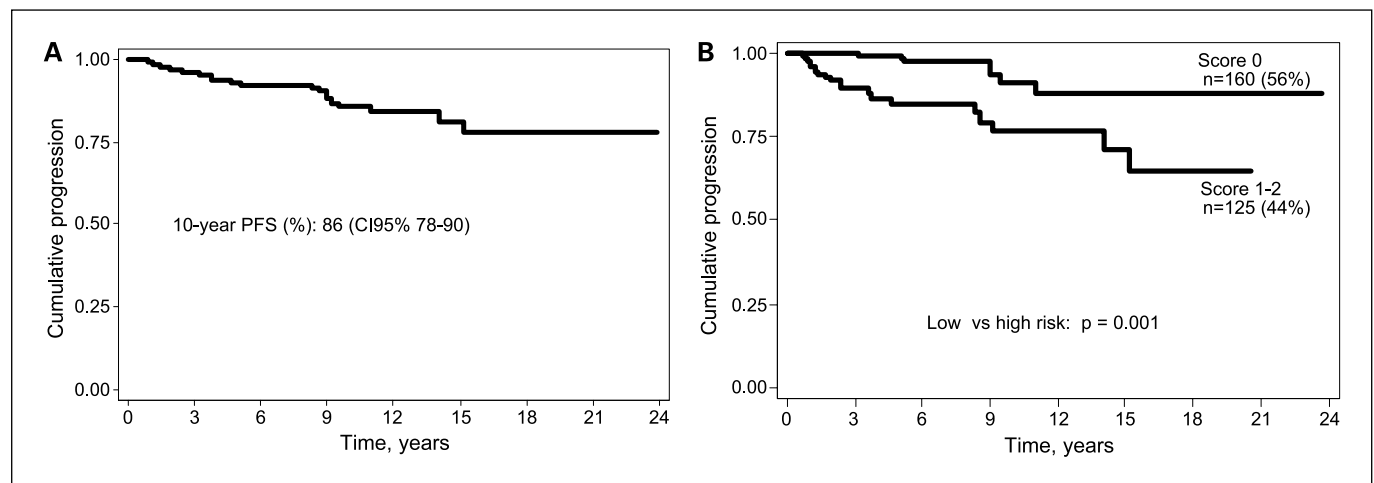 A
Cumulative progression
1.00
0.75
0.50
0.25
0.00
10-year PFS (%): 86 (CI95% 78-90)
0 3 6 9 12 15 18 21 24
Time, years
B
Cumulative progression
1.00
0.75
0.50
0.25
0.00
Score 0
n=160 (56%)
Score 1-2
n=125 (44%)
Low vs high risk: p = 0.001
0 3 6 9 12 15 18 21 24
Time, years